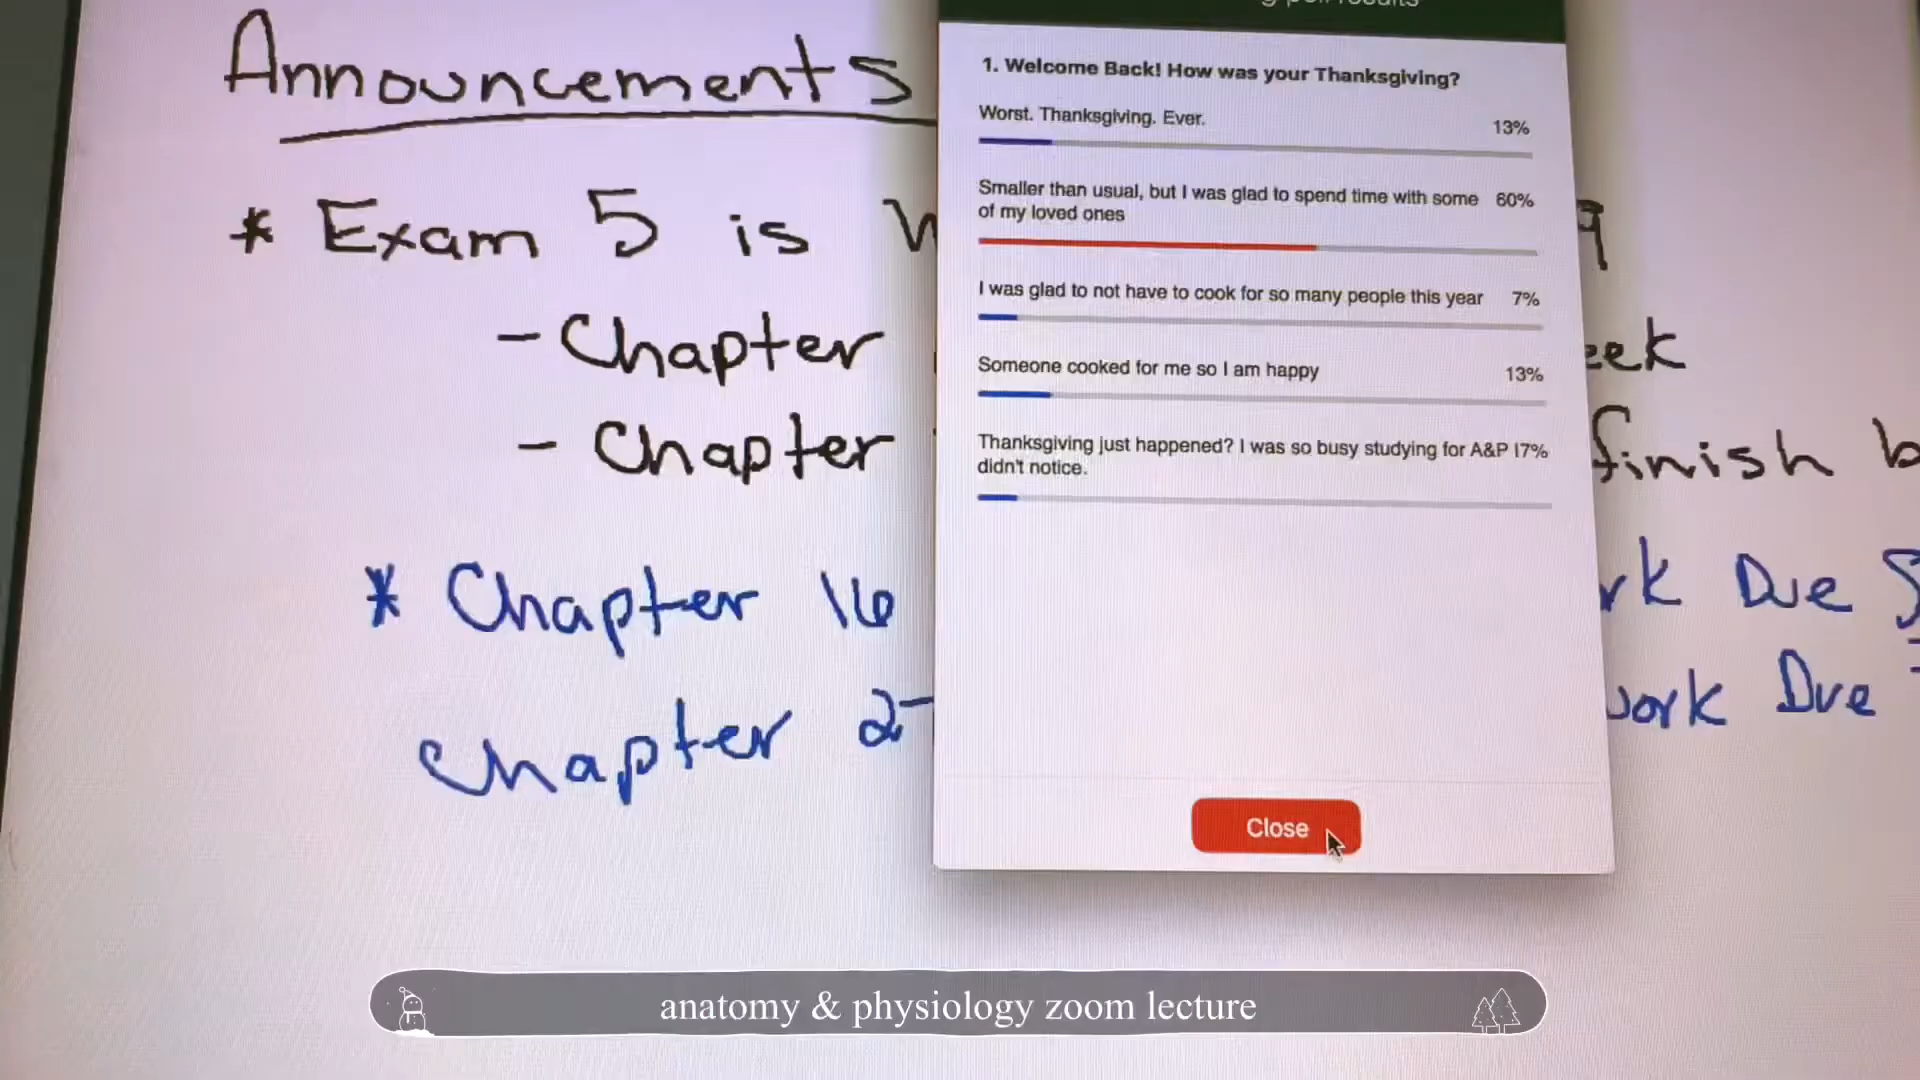 Announcements
* Exam 5 is
- Chapter
- Chapter
* Chapter 16
Chapter 2
poll results
1. Welcome Back! How was your Thanksgiving?
Worst. Thanksgiving. Ever.
13%
Smaller than usual, but I was glad to spend time with some 60%
of my loved ones
I was glad to not have to cook for so many people this year 7%
Someone cooked for me so I am happy 13%
Thanksgiving just happened? I was so busy studying for A&P I 7%
didn't notice.
Close
eek
finish b
rk Due S
work Due
anatomy & physiology zoom lecture